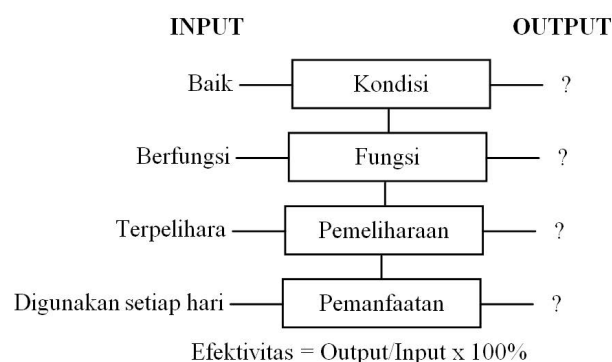 INPUT OUTPUT
Baik Kondisi ?
Berfungsi Fungsi ?
Terpelihara Pemeliharaan ?
Digunakan setiap hari Pemanfaatan ?
Efektivitas = Output/Input x 100%